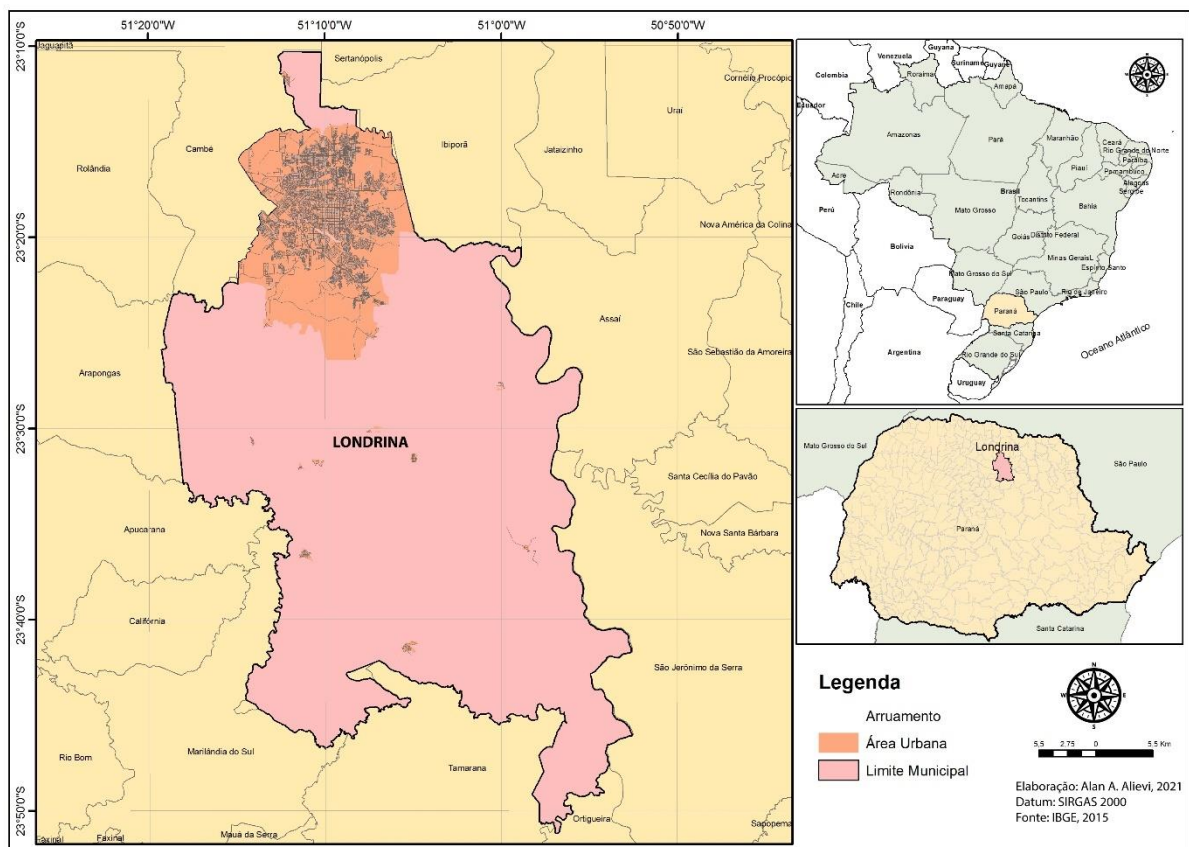 51°20'0"W
51°10'0"W
51°0'0"W
50°50'0"W
23°10'0"S
23°20'0"S
23°30'0"S
23°40'0"S
23°50'0"S
Jaguapitã
Sertanópolis
Cornélio Procópio
Uraí
Cambé
Ibiporã
Jataizinho
Rolândia
Nova América da Colina
Assaí
São Sebastião da Amoreira
Arapongas
LONDRINA
Santa Cecília do Pavão
Nova Santa Bárbara
Apucarana
Califórnia
São Jerônimo da Serra
Marilândia do Sul
Rio Bom
Tamarana
Ortigueira
Mauá da Serra
Faxinal
Faxinal
Sapopema
Venezuela
Guyana
Suriname
Guyane
Colombia
Ecuador
Roraima
Amapá
Amazonas
Pará
Maranhão
Ceará
Rio Grande do Norte
Paraíba
Piauí
Pernambuco
Alagoas
Sergipe
Acre
Rondônia
Brasil
Tocantins
Mato Grosso
Bahia
Perú
Bolivia
Goiás
Distrito Federal
Minas Gerais
Espírito Santo
Mato Grosso do Sul
São Paulo
Rio de Janeiro
Paraguay
Paraná
Chile
Santa Catarina
Argentina
Rio Grande do Sul
Uruguay
Oceano Atlântico
Mato Grosso do Sul
Londrina
São Paulo
Paraná
Santa Catarina
Legenda
Arruamento
Área Urbana
Limite Municipal
N
W
E
S
5.5 2.75 0 5.5 Km
Elaboração: Alan A. Alievi, 2021
Datum: SIRGAS 2000
Fonte: IBGE, 2015